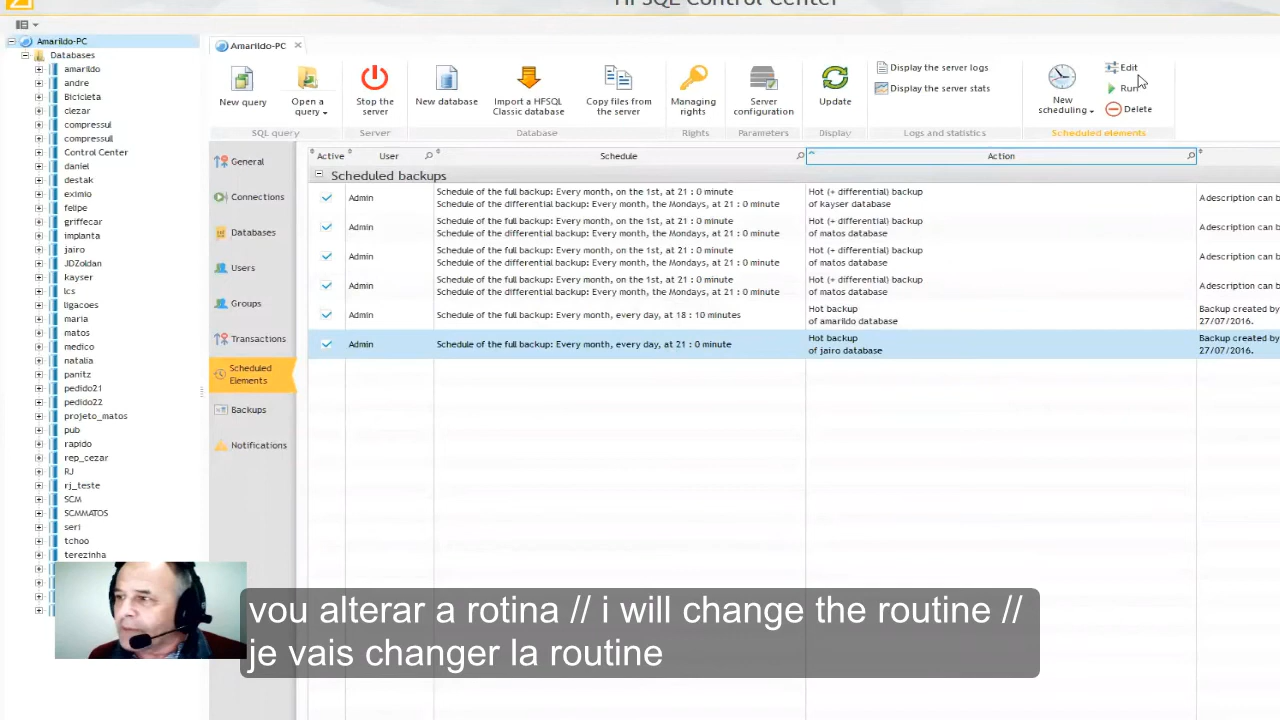 HFSQL Control Center
Amarildo-PC
Databases
amarildo
andre
Bicicleta
clezar
compressul
compressull
Control Center
daniel
destak
eximio
felipe
griffecar
implanta
jairo
JDZoldan
kayser
lcs
ligacoes
maria
matos
medico
natalia
panitz
pedido21
pedido22
projeto_matos
pub
rapido
rep_cezar
RJ
rj_teste
SCM
SCMMATOS
seri
tchoo
terezinha
Amarildo-PC
New query
Open a query
SQL query
Stop the server
Server
New database
Import a HFSQL Classic database
Copy files from the server
Database
Managing rights
Rights
Server configuration
Parameters
Update
Display
Display the server logs
Display the server stats
Logs and statistics
New scheduling
Edit
Run
Delete
Scheduled elements
General
Connections
Databases
Users
Groups
Transactions
Scheduled Elements
Backups
Notifications
Active User Schedule Action
Scheduled backups
Admin
Schedule of the full backup: Every month, on the 1st, at 21 : 0 minute
Schedule of the differential backup: Every month, the Mondays, at 21 : 0 minute
Hot (+ differential) backup
of kayser database
A description can b
Admin
Schedule of the full backup: Every month, on the 1st, at 21 : 0 minute
Schedule of the differential backup: Every month, the Mondays, at 21 : 0 minute
Hot (+ differential) backup
of matos database
A description can b
Admin
Schedule of the full backup: Every month, on the 1st, at 21 : 0 minute
Schedule of the differential backup: Every month, the Mondays, at 21 : 0 minute
Hot (+ differential) backup
of matos database
A description can b
Admin
Schedule of the full backup: Every month, on the 1st, at 21 : 0 minute
Schedule of the differential backup: Every month, the Mondays, at 21 : 0 minute
Hot (+ differential) backup
of matos database
A description can b
Admin
Schedule of the full backup: Every month, every day, at 18 : 10 minutes
Hot backup
of amarildo database
Backup created by
27/07/2016.
Admin
Schedule of the full backup: Every month, every day, at 21 : 0 minute
Hot backup
of jairo database
Backup created by
27/07/2016.
vou alterar a rotina // i will change the routine //
je vais changer la routine